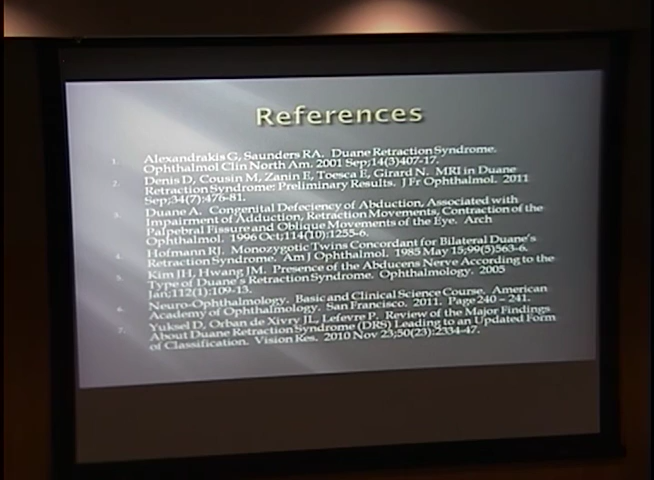 References
1. Alexandrakis G, Saunders RA. Duane Retraction Syndrome.
Ophthalmol Clin North Am. 2001 Sep;14(3)407-17.
2. Denis D, Cousin M, Zanin E, Toesca E, Girard N. MRI in Duane
Retraction Syndrome: Preliminary Results. J Fr Ophthalmol. 2011
Sep;34(7):476-81.
3. Duane A. Congenital Defeciency of Abduction, Associated with
Impairment of Adduction, Retraction Movements, Contraction of the
Palpebral Fissure and Oblique Movements of the Eye. Arch
Ophthalmol. 1996 Oct;114(10):1255-6.
4. Hofmann RJ. Monozygotic Twins Concordant for Bilateral Duane's
Retraction Syndrome. Am J Ophthalmol. 1985 May 15;99(5)563-6.
5. Kim JH, Hwang JM. Presence of the Abducens Nerve According to the
Type of Duane's Retraction Syndrome. Ophthalmology. 2005
Jan;112(1):109-13.
6. Neuro-Ophthalmology. Basic and Clinical Science Course. American
Academy of Ophthalmology. San Francisco. 2011. Page 240 – 241.
7. Yuksel D, Orban de Xivry JL, Lefevre P. Review of the Major Findings
About Duane Retraction Syndrome (DRS) Leading to an Updated Form
of Classification. Vision Res. 2010 Nov 23;50(23):2334-47.